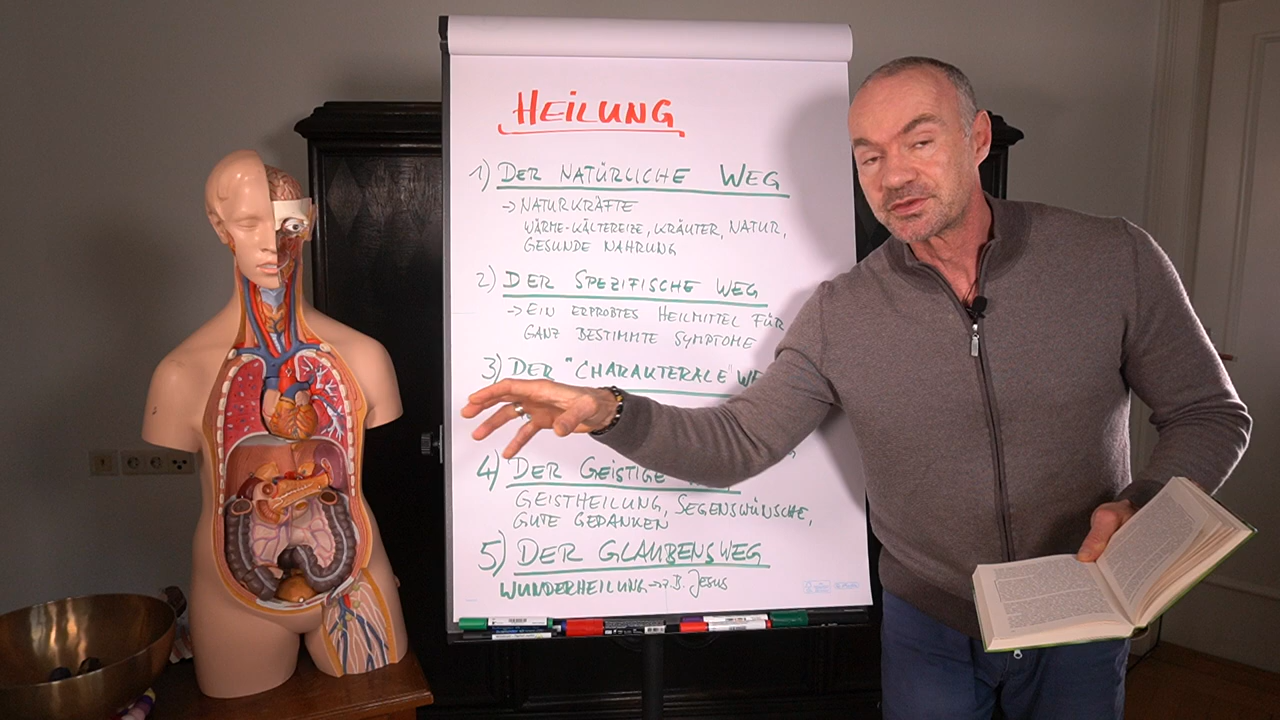 HEILUNG
1) DER NATÜRLICHE WEG
→ NATURKRÄFTE
WÄRME-KÄLTEREIZE, KRÄUTER, NATUR,
GESUNDE NAHRUNG
2) DER SPEZIFISCHE WEG
→ EIN ERPROBTES HEILMITTEL FÜR
GANZ BESTIMMTE SYMPTOME
3) DER "CHARAKTERALE" WE
4) DER GEISTIGE
GEISTHEILUNG, SEGENSWÜNSCHE,
GUTE GEDANKEN
5) DER GLAUBENSWEG
WUNDERHEILUNG → z.B. JESUS